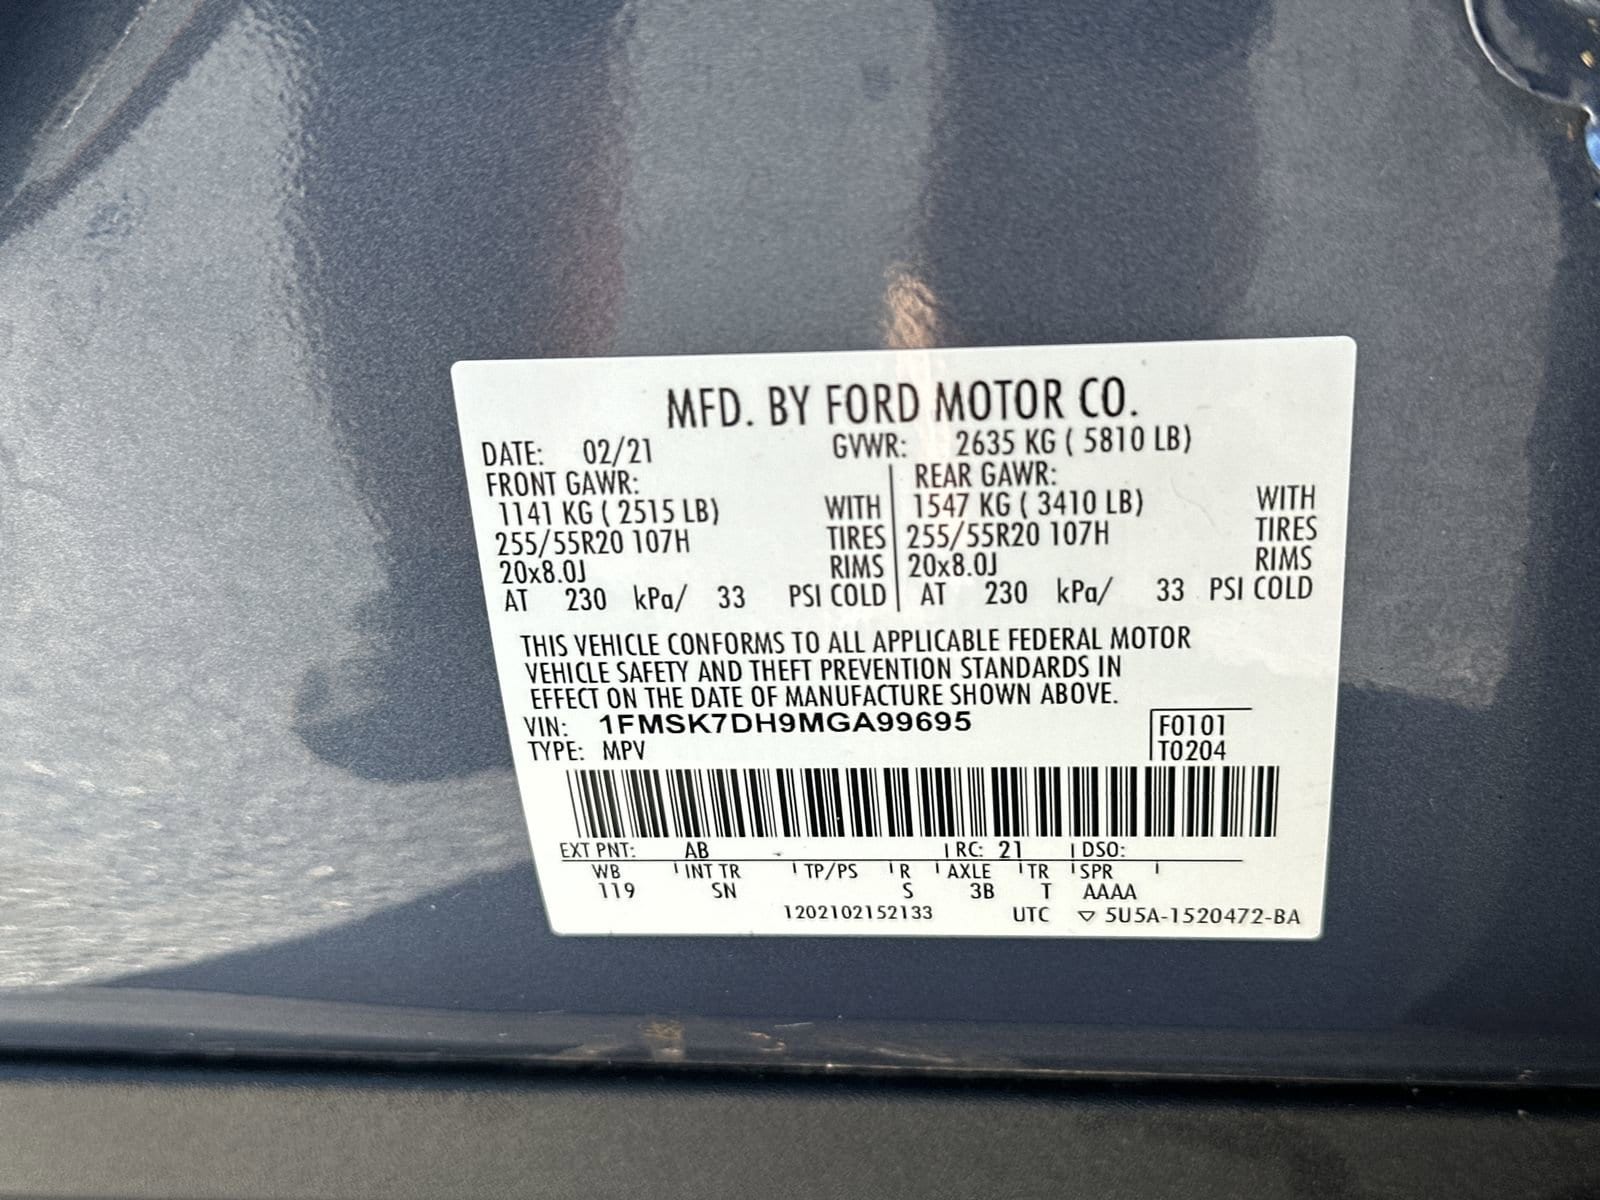 MFD. BY FORD MOTOR CO.
DATE: 02/21 GVWR: 2635 KG ( 5810 LB)
FRONT GAWR: REAR GAWR:
1141 KG ( 2515 LB) WITH 1547 KG ( 3410 LB) WITH
255/55R20 107H TIRES 255/55R20 107H TIRES
20x8.0J RIMS 20x8.0J RIMS
AT 230 kPa/ 33 PSI COLD AT 230 kPa/ 33 PSI COLD
THIS VEHICLE CONFORMS TO ALL APPLICABLE FEDERAL MOTOR
VEHICLE SAFETY AND THEFT PREVENTION STANDARDS IN
EFFECT ON THE DATE OF MANUFACTURE SHOWN ABOVE.
VIN: 1FMSK7DH9MGA99695 F0101
TYPE: MPV T0204
EXT PNT: AB RC: 21 DSO:
WB INT TR TP/PS R AXLE TR SPR
119 SN S 3B T AAAA
1202102152133 UTC ▽ 5U5A-1520472-BA